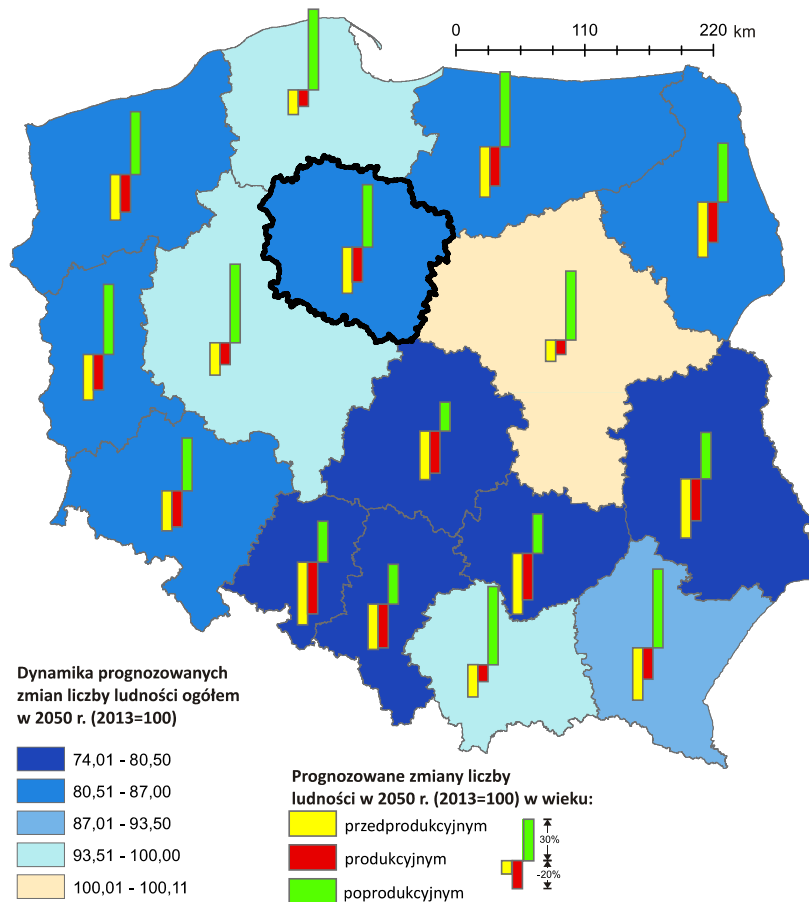 0 110 220 km
Dynamika prognozowanych
zmian liczby ludności ogółem
w 2050 r. (2013=100)
74,01 - 80,50
80,51 - 87,00
87,01 - 93,50
93,51 - 100,00
100,01 - 100,11
Prognozowane zmiany liczby
ludności w 2050 r. (2013=100) w wieku:
przedprodukcyjnym
produkcyjnym
poprodukcyjnym
30%
-20%